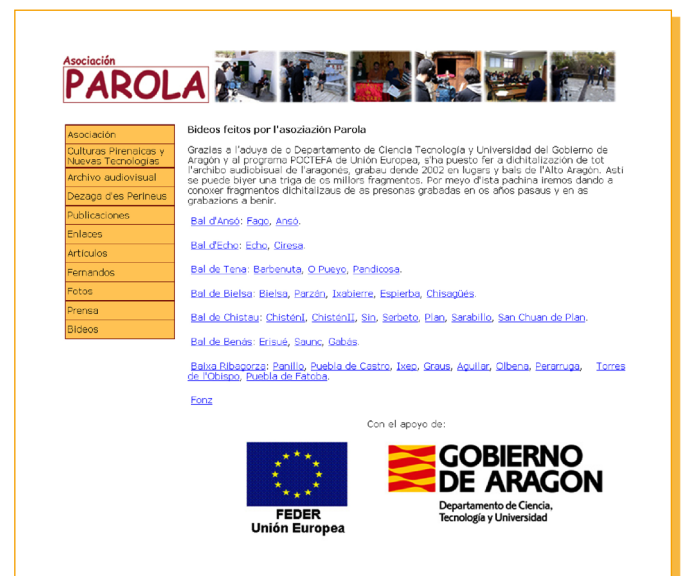 Asociación
PAROLA
Asociación
Culturas Pirenaicas y
Nuevas Tecnologías
Archivo audiovisual
Dezaga d'es Perineus
Publicaciones
Enlaces
Artículos
Fernandos
Fotos
Prensa
Bideos
Bideos feitos por l'asoziazión Parola
Grazias a l'aduya de o Departamento de Ciencia Tecnología y Universidad del Gobierno de
Aragón y al programa POCTEFA de Unión Europea, s'ha puesto fer a dichitalizazión de tot
l'archibo audiobisual de l'aragonés, grabau dende 2002 en lugars y bals de l'Alto Aragón. Astí
se puede biyer una triga de os millors fragmentos. Por meyo d'ista pachina iremos dando a
conoxer fragmentos dichitalizaus de as presonas grabadas en os años pasaus y en as
grabazions a benir.
Bal d'Ansó: Fago, Ansó.
Bal d'Echo: Echo, Ciresa.
Bal de Tena: Barbenuta, O Pueyo, Pandicosa.
Bal de Bielsa: Bielsa, Parzán, Ixabierre, Espierba, Chisagüés.
Bal de Chistau: ChisténI, ChisténII, Sin, Serbeto, Plan, Sarabillo, San Chuan de Plan.
Bal de Benás: Erisué, Saunc, Gabás.
Baixa Ribagorza: Panillo, Puebla de Castro, Ixep, Graus, Aguilar, Olbena, Perarruga, Torres
de l'Obispo, Puebla de Fatoba.
Fonz
Con el apoyo de:
FEDER
Unión Europea
GOBIERNO
DE ARAGON
Departamento de Ciencia,
Tecnología y Universidad